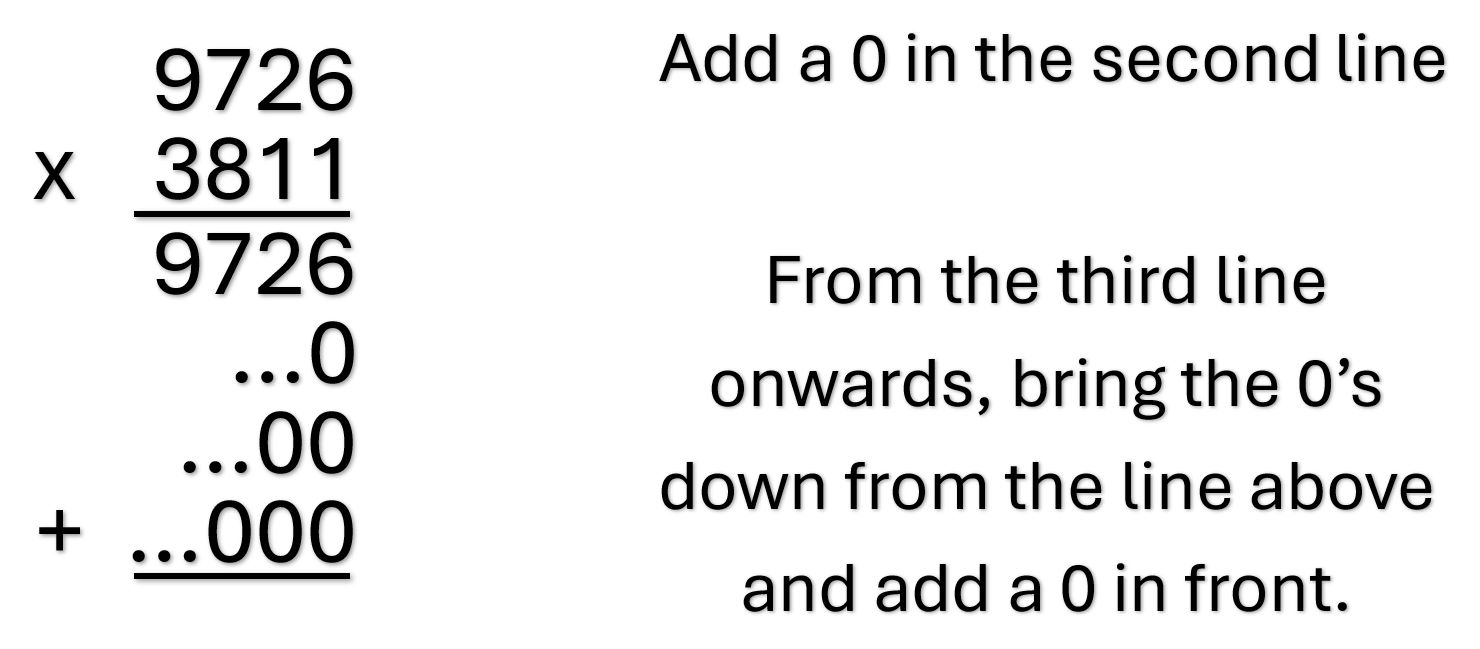 9726
x 3811
9726
...0
...00
+ ...000
Add a 0 in the second line
From the third line
onwards, bring the 0’s
down from the line above
and add a 0 in front.